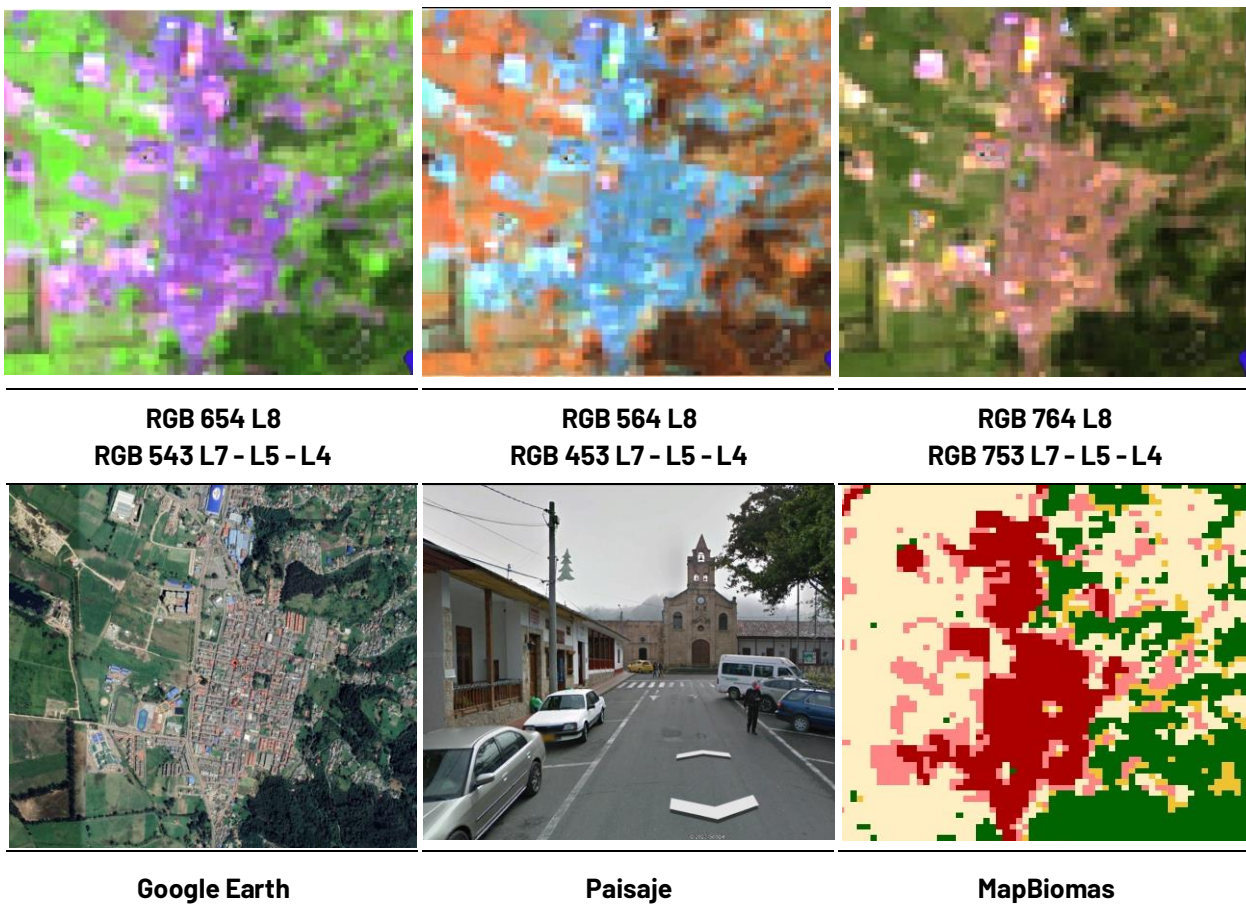 RGB 654 L8
RGB 543 L7 - L5 - L4
RGB 564 L8
RGB 453 L7 - L5 - L4
RGB 764 L8
RGB 753 L7 - L5 - L4
Google Earth
Paisaje
MapBiomas